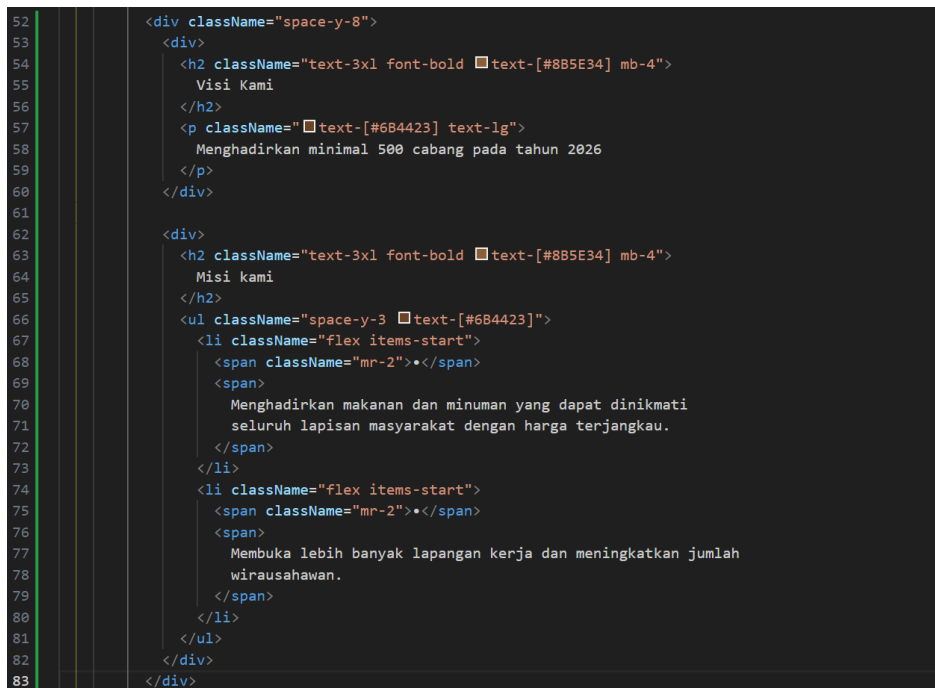 52 <div className="space-y-8">
53 <div>
54 <h2 className="text-3xl font-bold text-[#8B5E34] mb-4">
55 Visi Kami
56 </h2>
57 <p className="text-[#6B4423] text-lg">
58 Menghadirkan minimal 500 cabang pada tahun 2026
59 </p>
60 </div>
61
62 <div>
63 <h2 className="text-3xl font-bold text-[#8B5E34] mb-4">
64 Misi kami
65 </h2>
66 <ul className="space-y-3 text-[#6B4423]">
67 <li className="flex items-start">
68 <span className="mr-2">•</span>
69 <span>
70 Menghadirkan makanan dan minuman yang dapat dinikmati
71 seluruh lapisan masyarakat dengan harga terjangkau.
72 </span>
73 </li>
74 <li className="flex items-start">
75 <span className="mr-2">•</span>
76 <span>
77 Membuka lebih banyak lapangan kerja dan meningkatkan jumlah
78 wirausahawan.
79 </span>
80 </li>
81 </ul>
82 </div>
83 </div>